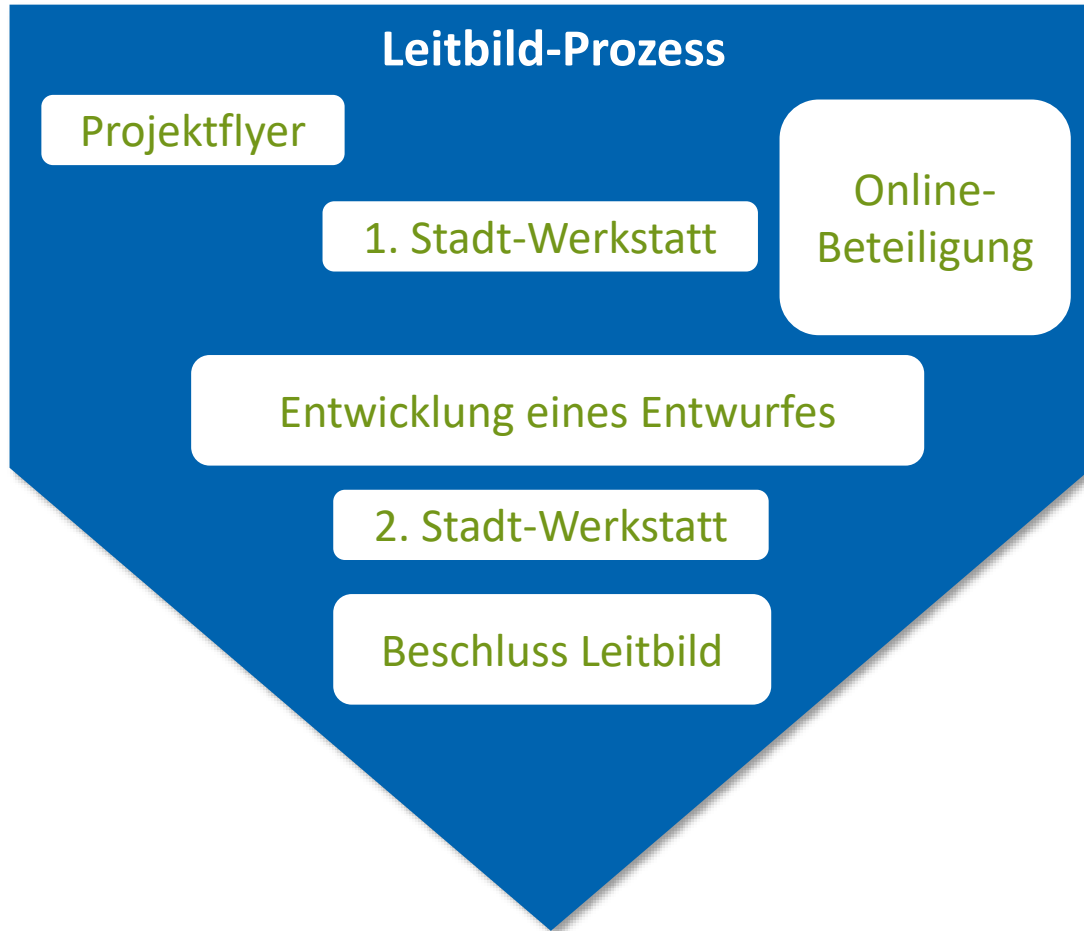 Leitbild-Prozess
Projektflyer
Online-
Beteiligung
1. Stadt-Werkstatt
Entwicklung eines Entwurfes
2. Stadt-Werkstatt
Beschluss Leitbild